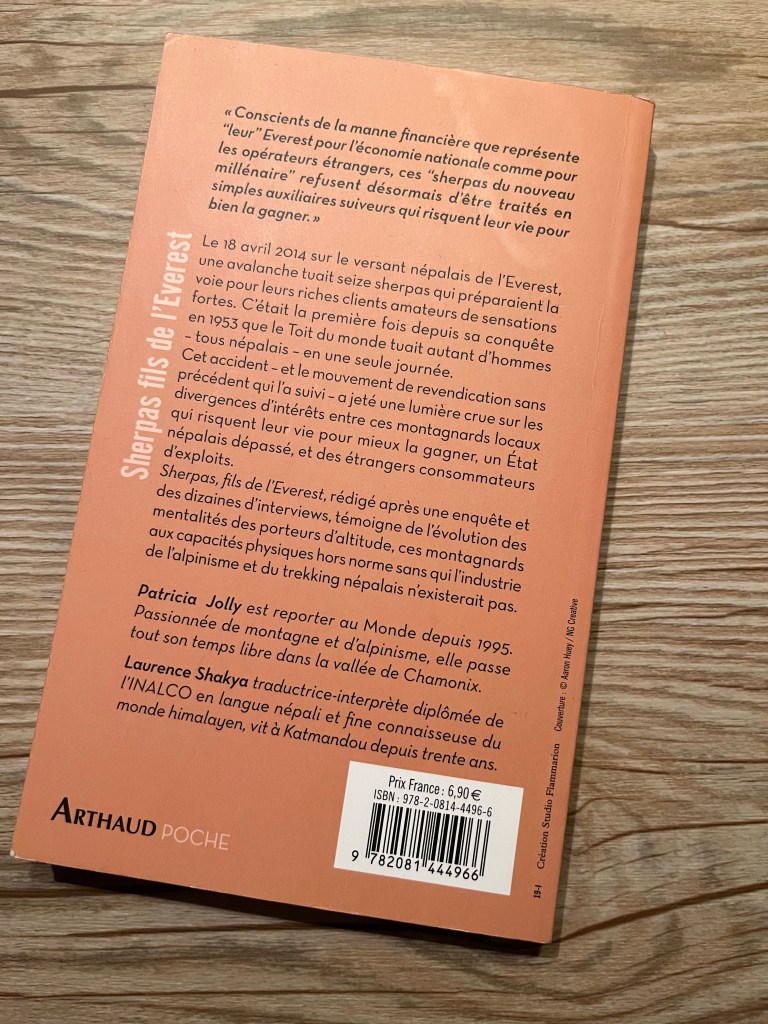 « Conscients de la manne financière que représente
“leur” Everest pour l’économie nationale comme pour
les opérateurs étrangers, ces “sherpas du nouveau
millénaire” refusent désormais d’être traités en
simples auxiliaires suiveurs qui risquent leur vie pour
bien la gagner. »
Le 18 avril 2014 sur le versant népalais de l’Everest,
une avalanche tuait seize sherpas qui préparaient la
voie pour leurs riches clients amateurs de sensations
fortes. C’était la première fois depuis sa conquête
en 1953 que le Toit du monde tuait autant d’hommes
– tous népalais – en une seule journée.
Cet accident – et le mouvement de revendication sans
précédent qui l’a suivi – a jeté une lumière crue sur les
divergences d’intérêts entre ces montagnards locaux
qui risquent leur vie pour mieux la gagner, un État
népalais dépassé, et des étrangers consommateurs
d’exploits.
Sherpas, fils de l’Everest, rédigé après une enquête et
des dizaines d’interviews, témoigne de l’évolution des
mentalités des porteurs d’altitude, ces montagnards
aux capacités physiques hors norme sans qui l’industrie
de l’alpinisme et du trekking népalais n’existerait pas.
Patricia Jolly est reporter au Monde depuis 1995.
Passionnée de montagne et d’alpinisme, elle passe
tout son temps libre dans la vallée de Chamonix.
Laurence Shakya traductrice-interprète diplômée de
l’INALCO en langue népali et fine connaisseuse du
monde himalayen, vit à Katmandou depuis trente ans.
Sherpas fils de l’Everest
ARTHAUD POCHE
Prix France : 6,90 €
ISBN : 978-2-0814-4496-6
9 782081 444966
19-I Création Studio Flammarion Couverture : © Aaron Huey / NG Creative